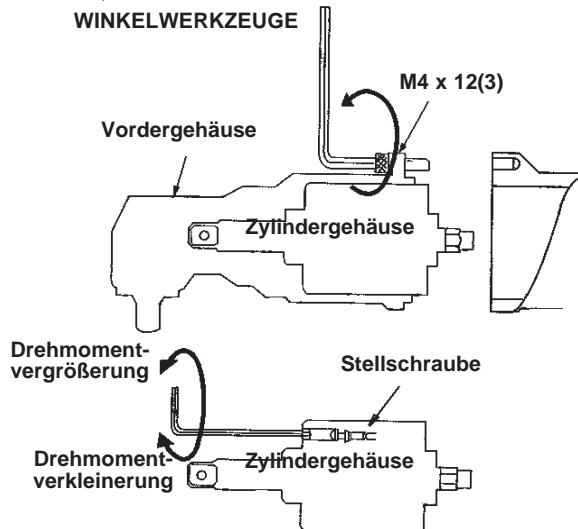 WINKELWERKZEUGE
M4 x 12(3)
Vordergehäuse
Zylindergehäuse
Drehmoment-
vergrößerung
Stellschraube
Drehmoment-
verkleinerung
Zylindergehäuse